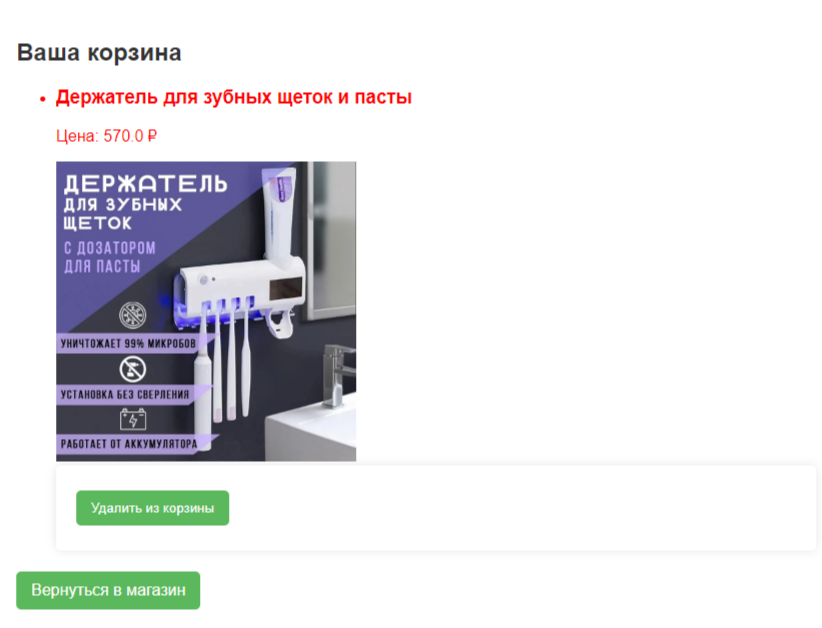 Ваша корзина
Держатель для зубных щеток и пасты
Цена: 570.0 ₽
ДЕРЖАТЕЛЬ
ДЛЯ ЗУБНЫХ
ЩЕТОК
С ДОЗАТОРОМ
ДЛЯ ПАСТЫ
УНИЧТОЖАЕТ 99% МИКРОБОВ
УСТАНОВКА БЕЗ СВЕРЛЕНИЯ
РАБОТАЕТ ОТ АККУМУЛЯТОРА
Удалить из корзины
Вернуться в магазин